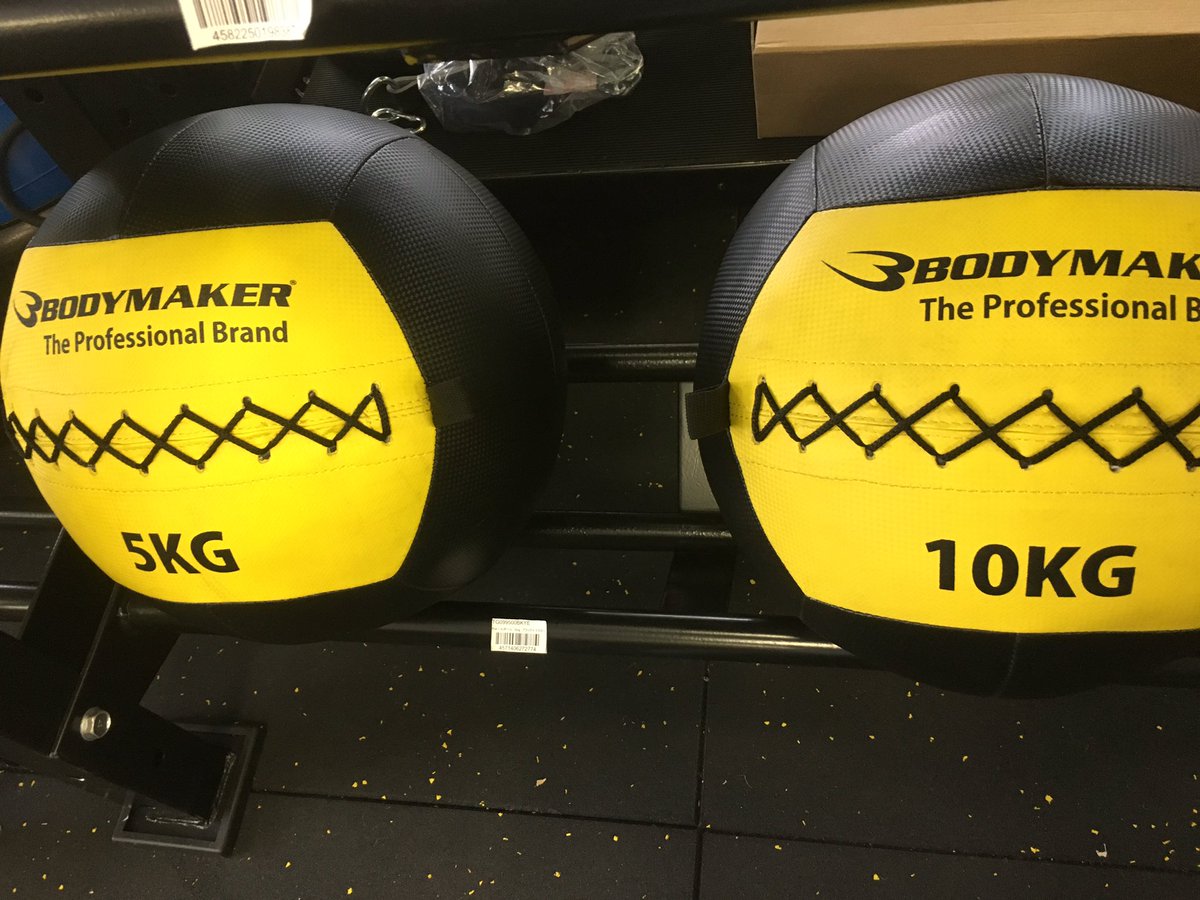 BODYMAKER®
The Professional Brand
5KG
BODYMAK
The Professional B
10KG